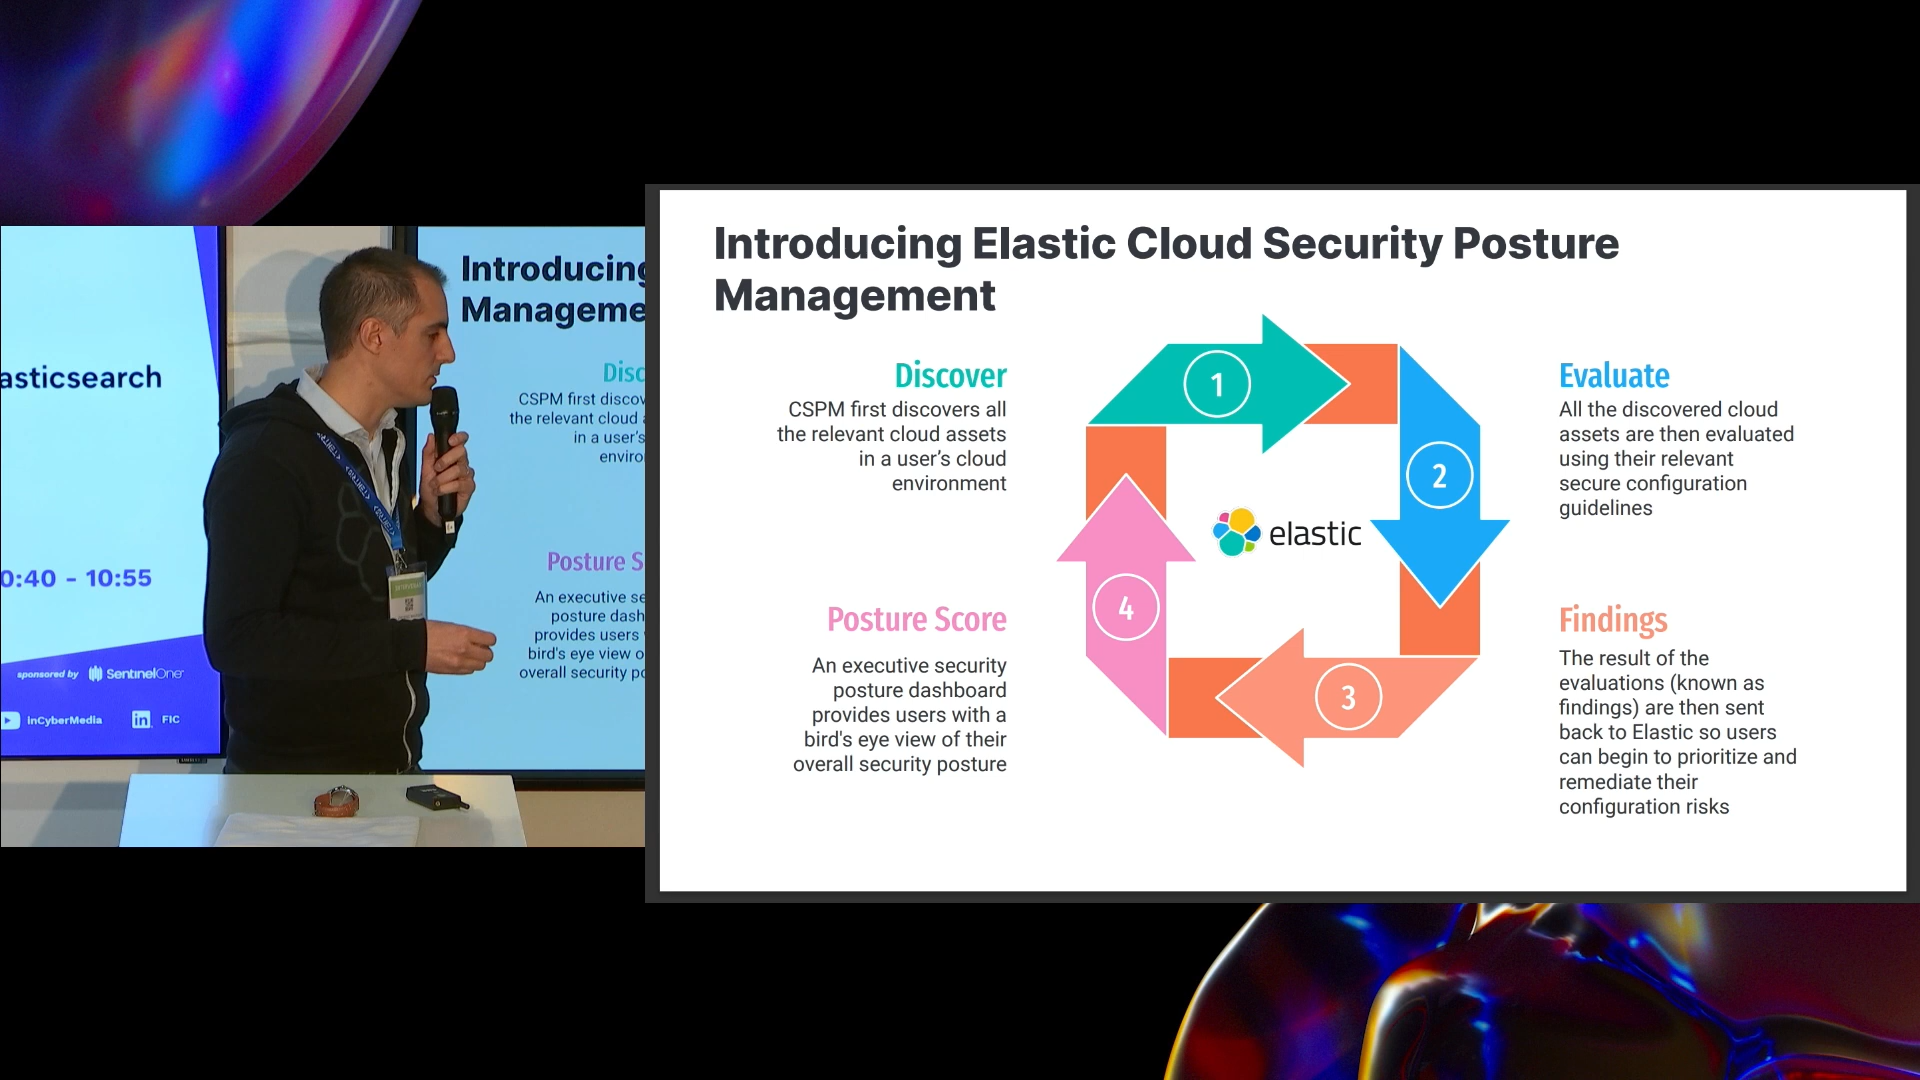 asticsearch
0:40 - 10:55
sponsored by SentinelOne
inCyberMedia
in FIC
Introducing
Manageme
Disc
CSPM first discov
the relevant cloud
in a user's
enviro
Posture S
An executive se
posture dash
provides users
bird's eye view o
overall security po
Introducing Elastic Cloud Security Posture
Management
Discover
CSPM first discovers all
the relevant cloud assets
in a user’s cloud
environment
1
Evaluate
All the discovered cloud
assets are then evaluated
using their relevant
secure configuration
guidelines
2
elastic
Posture Score
An executive security
posture dashboard
provides users with a
bird's eye view of their
overall security posture
4
3
Findings
The result of the
evaluations (known as
findings) are then sent
back to Elastic so users
can begin to prioritize and
remediate their
configuration risks